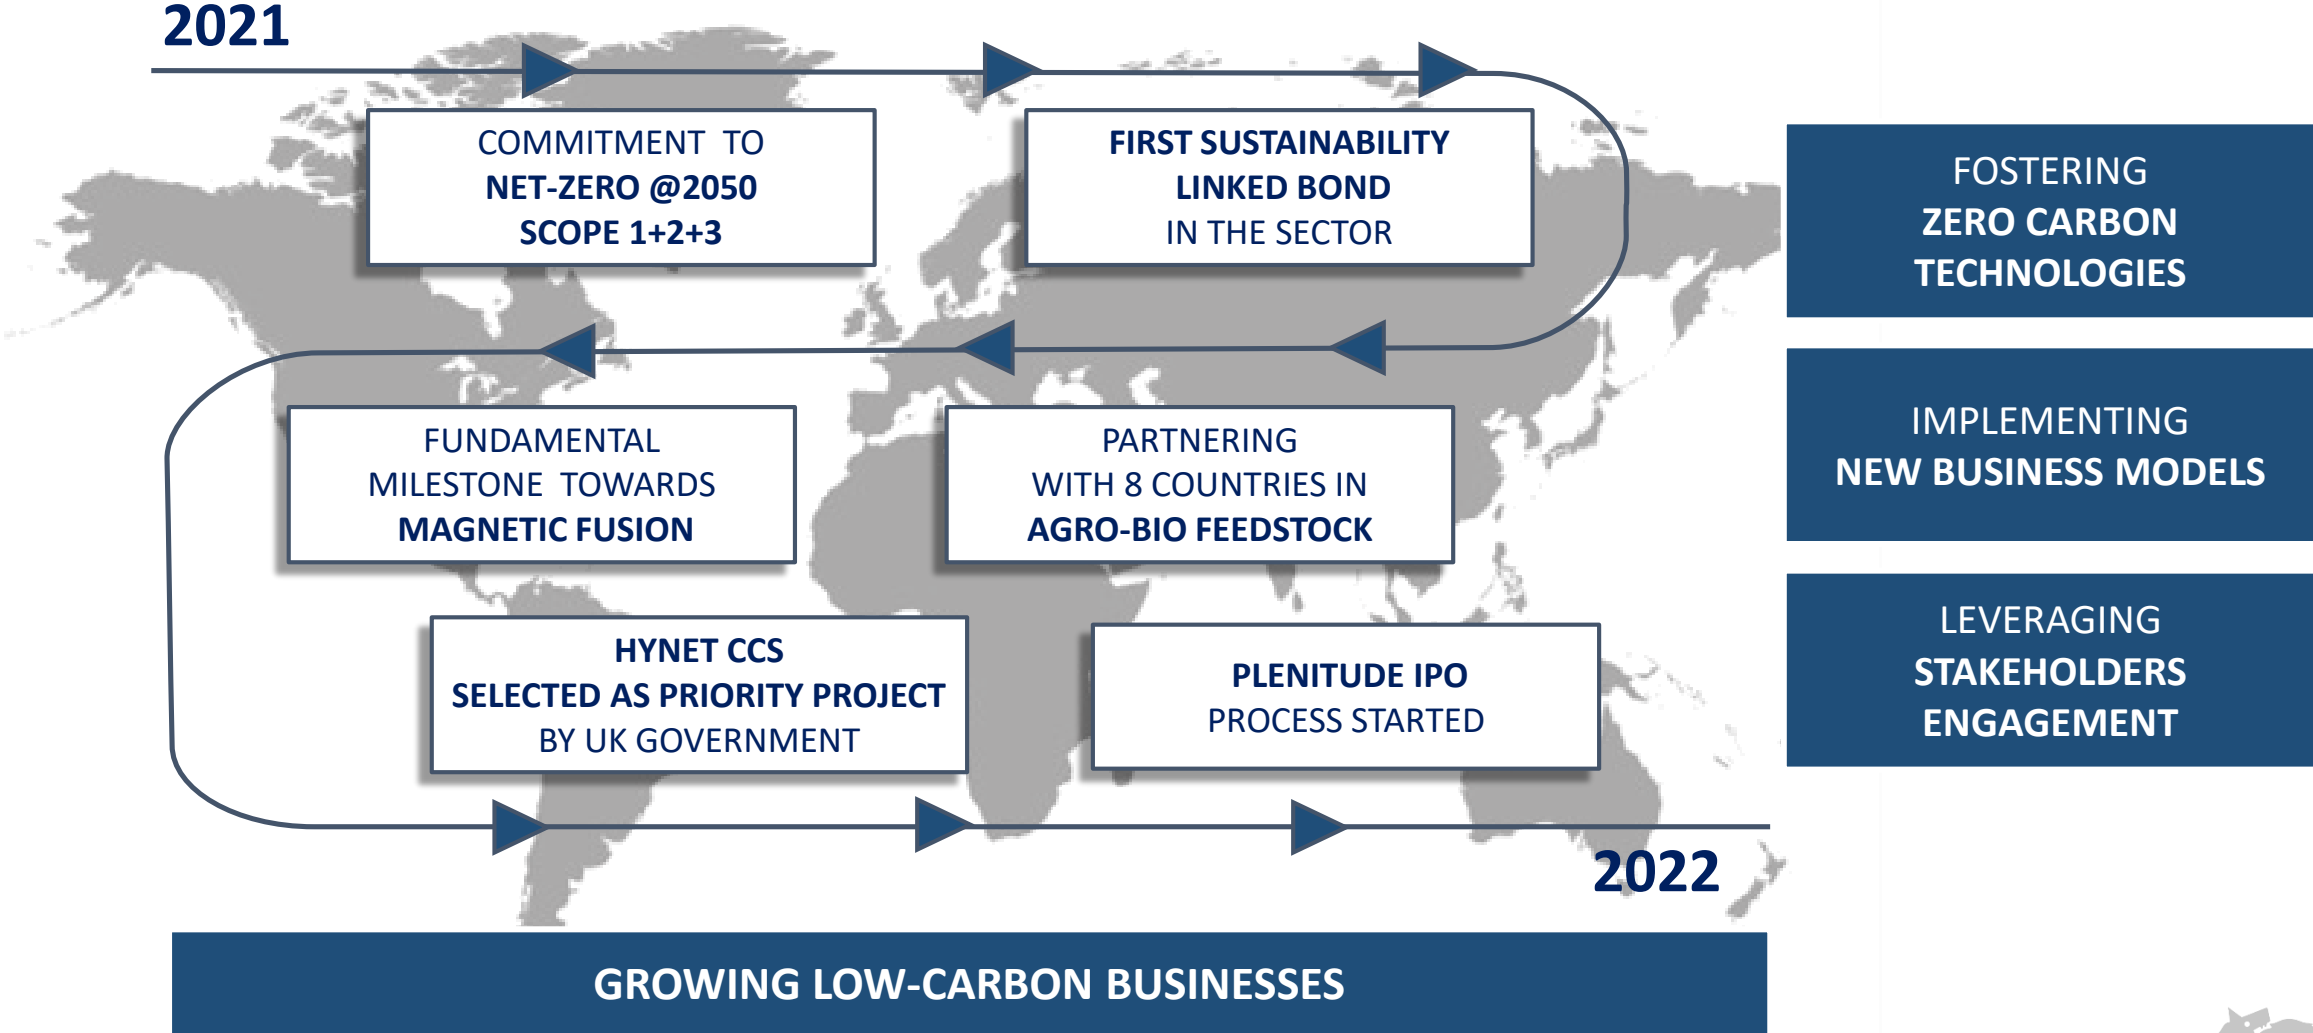 2021
COMMITMENT TO
NET-ZERO @2050
SCOPE 1+2+3
FIRST SUSTAINABILITY
LINKED BOND
IN THE SECTOR
FUNDAMENTAL
MILESTONE TOWARDS
MAGNETIC FUSION
PARTNERING
WITH 8 COUNTRIES IN
AGRO-BIO FEEDSTOCK
HYNET CCS
SELECTED AS PRIORITY PROJECT
BY UK GOVERNMENT
PLENITUDE IPO
PROCESS STARTED
2022
FOSTERING
ZERO CARBON
TECHNOLOGIES
IMPLEMENTING
NEW BUSINESS MODELS
LEVERAGING
STAKEHOLDERS
ENGAGEMENT
GROWING LOW-CARBON BUSINESSES